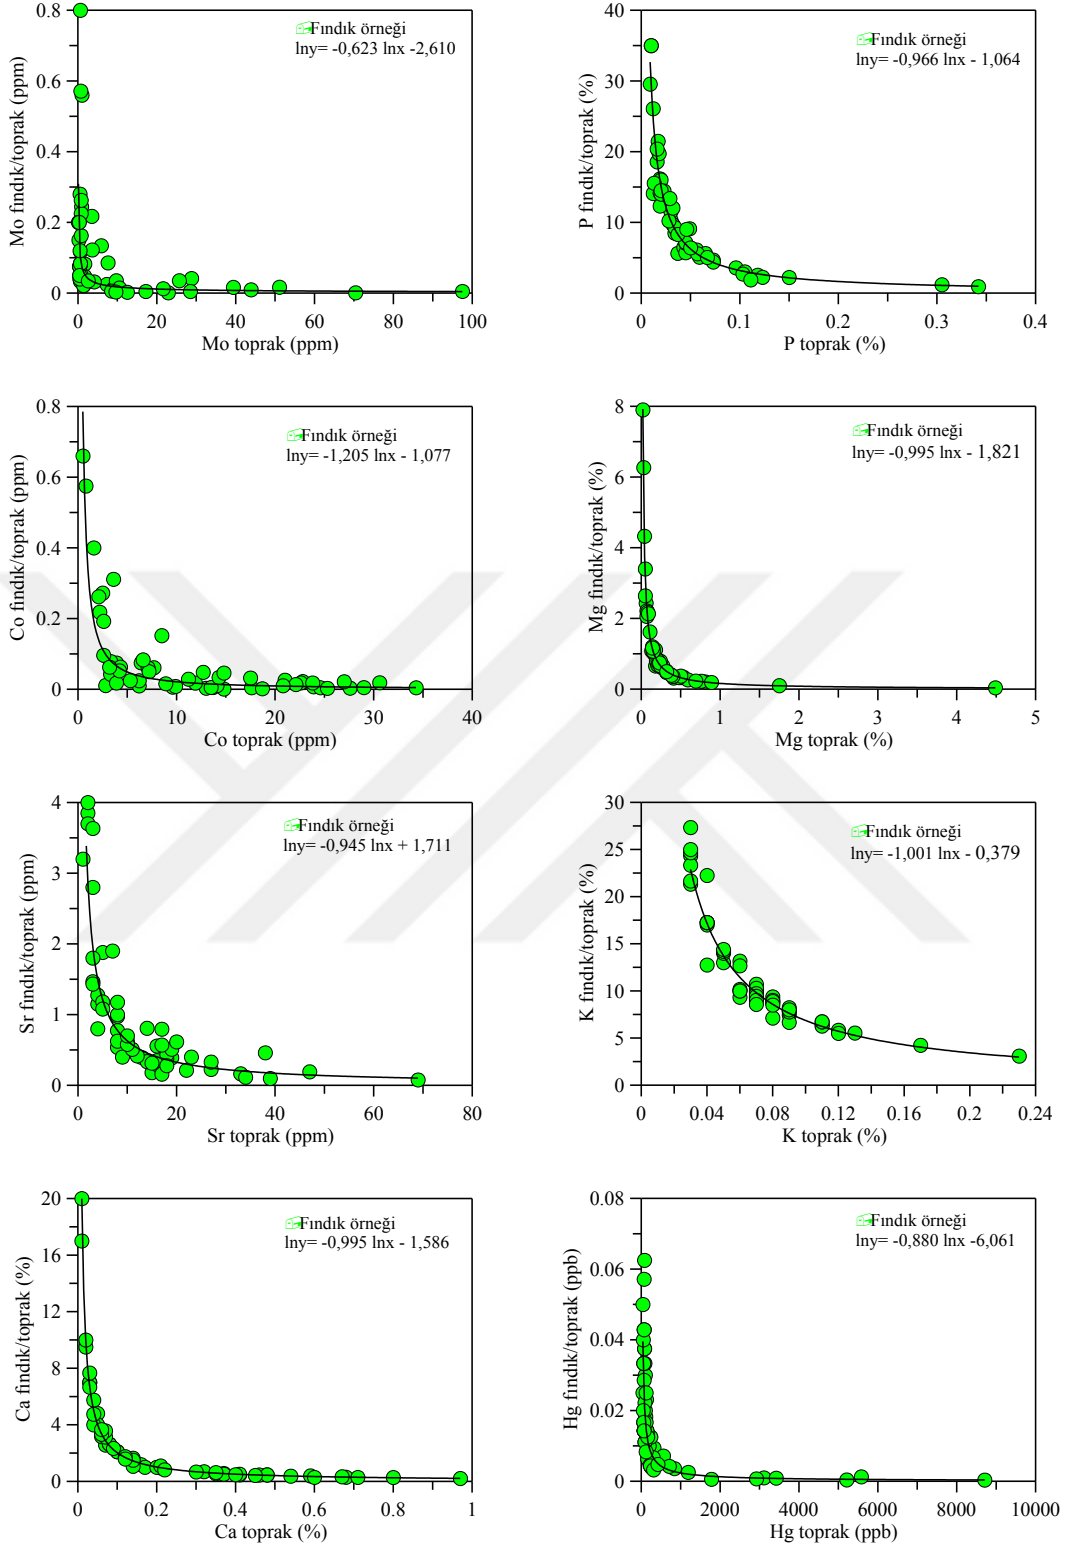 Fındık örneği
lny= -0,623 lnx -2,610
0.8
0.6
0.4
0.2
0
Mo fındık/toprak (ppm)
0 20 40 60 80 100
Mo toprak (ppm)
Fındık örneği
lny= -0,966 lnx - 1,064
40
30
20
10
0
P fındık/toprak (%)
0 0.1 0.2 0.3 0.4
P toprak (%)
Fındık örneği
lny= -1,205 lnx - 1,077
0.8
0.6
0.4
0.2
0
Co fındık/toprak (ppm)
0 10 20 30 40
Co toprak (ppm)
Fındık örneği
lny= -0,995 lnx - 1,821
8
6
4
2
0
Mg fındık/toprak (%)
0 1 2 3 4 5
Mg toprak (%)
Fındık örneği
lny= -0,945 lnx + 1,711
4
3
2
1
0
Sr fındık/toprak (ppm)
0 20 40 60 80
Sr toprak (ppm)
Fındık örneği
lny= -1,001 lnx - 0,379
30
25
20
15
10
5
0
K fındık/toprak (%)
0 0.04 0.08 0.12 0.16 0.2 0.24
K toprak (%)
Fındık örneği
lny= -0,995 lnx - 1,586
20
16
12
8
4
0
Ca fındık/toprak (%)
0 0.2 0.4 0.6 0.8 1
Ca toprak (%)
Fındık örneği
lny= -0,880 lnx -6,061
0.08
0.06
0.04
0.02
0
Hg fındık/toprak (ppb)
0 2000 4000 6000 8000 10000
Hg toprak (ppb)